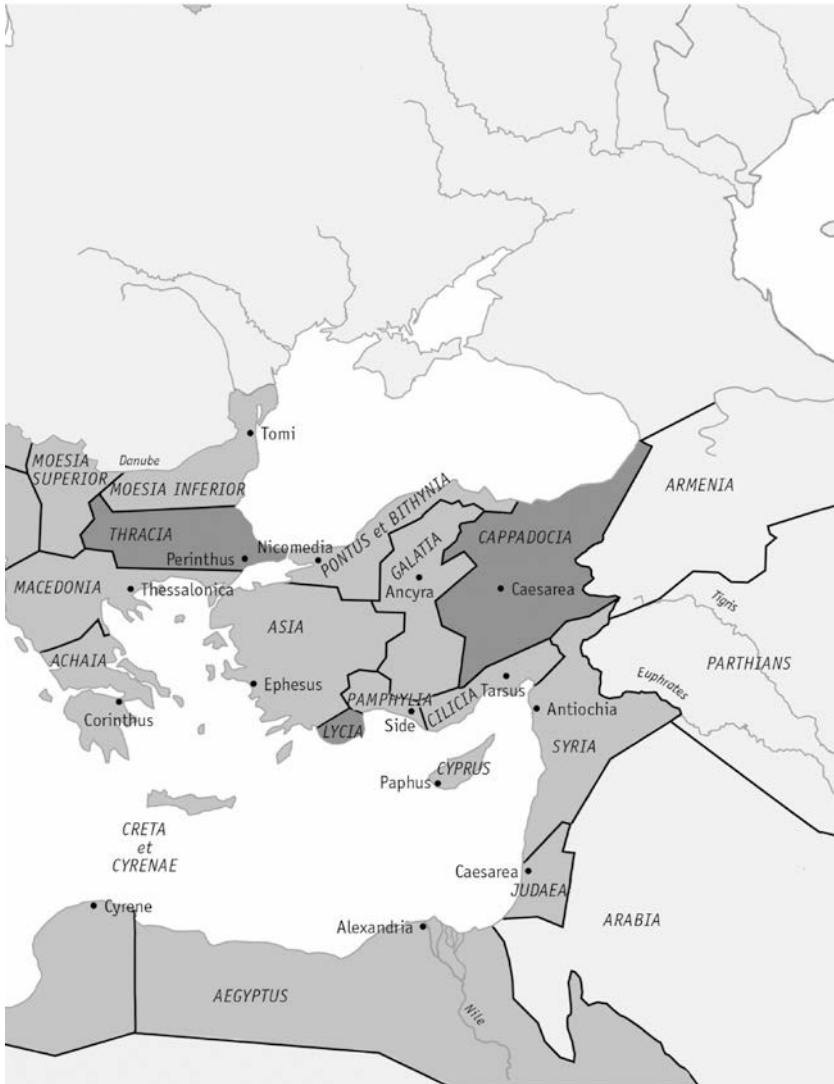 Tomi
MOESIA
SUPERIOR
Danube
MOESIA INFERIOR
ARMENIA
THRACIA
Perinthus
Nicomedia
PONTUS et BITHYNIA
GALATIA
CAPPADOCIA
MACEDONIA
Thessalonica
Ancyra
Caesarea
Tigris
ASIA
ACHAIA
PARTHIANS
Euphrates
Ephesus
PAMPHYLIA
CILICIA
Tarsus
Corinthus
LYCIA
Side
Antiochia
SYRIA
CYPRUS
Paphus
CRETA
et
CYRENAE
Caesarea
JUDAEA
Cyrene
Alexandria
ARABIA
AEGYPTUS
Nile